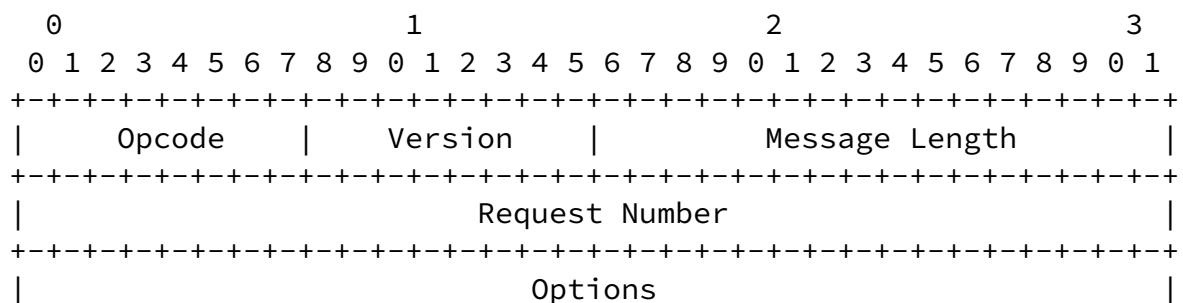 0                   1                   2                   3
0 1 2 3 4 5 6 7 8 9 0 1 2 3 4 5 6 7 8 9 0 1 2 3 4 5 6 7 8 9 0 1
+-+-+-+-+-+-+-+-+-+-+-+-+-+-+-+-+-+-+-+-+-+-+-+-+-+-+-+-+-+-+-+-+
|     Opcode    |    Version    |         Message Length        |
+-+-+-+-+-+-+-+-+-+-+-+-+-+-+-+-+-+-+-+-+-+-+-+-+-+-+-+-+-+-+-+-+
|                         Request Number                        |
+-+-+-+-+-+-+-+-+-+-+-+-+-+-+-+-+-+-+-+-+-+-+-+-+-+-+-+-+-+-+-+-+
|                            Options                            |